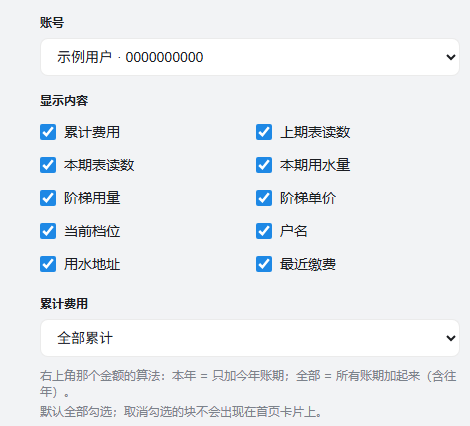 账号
示例用户 · 0000000000
显示内容
累计费用
上期表读数
本期表读数
本期用水量
阶梯用量
阶梯单价
当前档位
户名
用水地址
最近缴费
累计费用
全部累计
右上角那个金额的算法：本年 = 只加今年账期；全部 = 所有账期加起来（含往
年）。
默认全部勾选；取消勾选的块不会出现在首页卡片上。